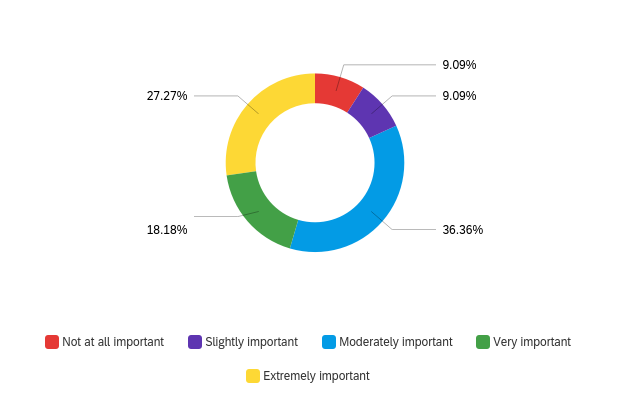 9.09%
27.27% 9.09%
18.18% 36.36%
Not at all important Slightly important Moderately important Very important
Extremely important